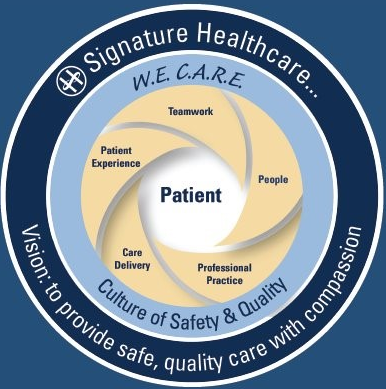 Signature Healthcare...
W.E. C.A.R.E.
Teamwork
Patient
Experience
People
Patient
Care
Delivery
Professional
Practice
Culture of Safety & Quality
Vision: to provide safe, quality care with compassion